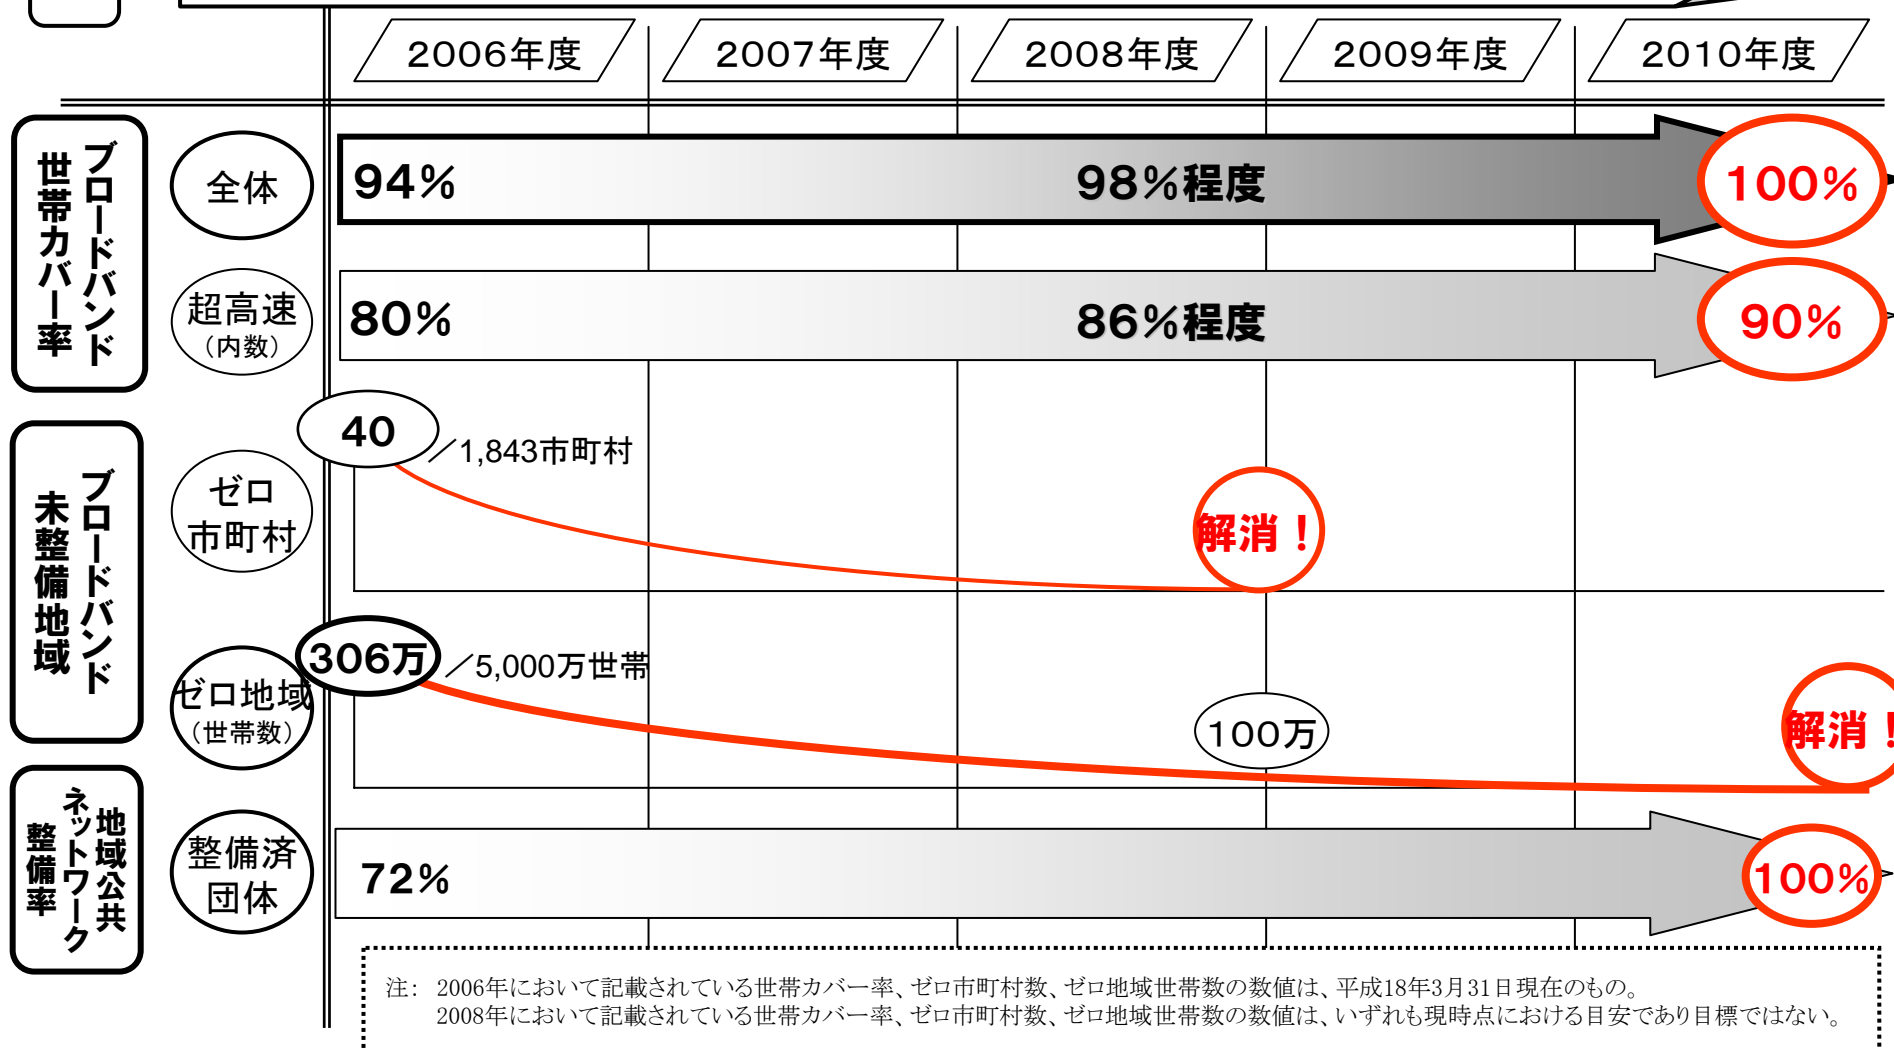 2006年度
2007年度
2008年度
2009年度
2010年度
ブロードバンド
世帯カバー率
全体
94%
98%程度
100%
超高速
（内数）
80%
86%程度
90%
ブロードバンド
未整備地域
ゼロ
市町村
40
／1,843市町村
解消！
ゼロ地域
（世帯数）
306万
／5,000万世帯
100万
解消！
地域公共
ネットワーク
整備率
整備済
団体
72%
100%
注： 2006年において記載されている世帯カバー率、ゼロ市町村数、ゼロ地域世帯数の数値は、平成18年3月31日現在のもの。
2008年において記載されている世帯カバー率、ゼロ市町村数、ゼロ地域世帯数の数値は、いずれも現時点における目安であり目標ではない。